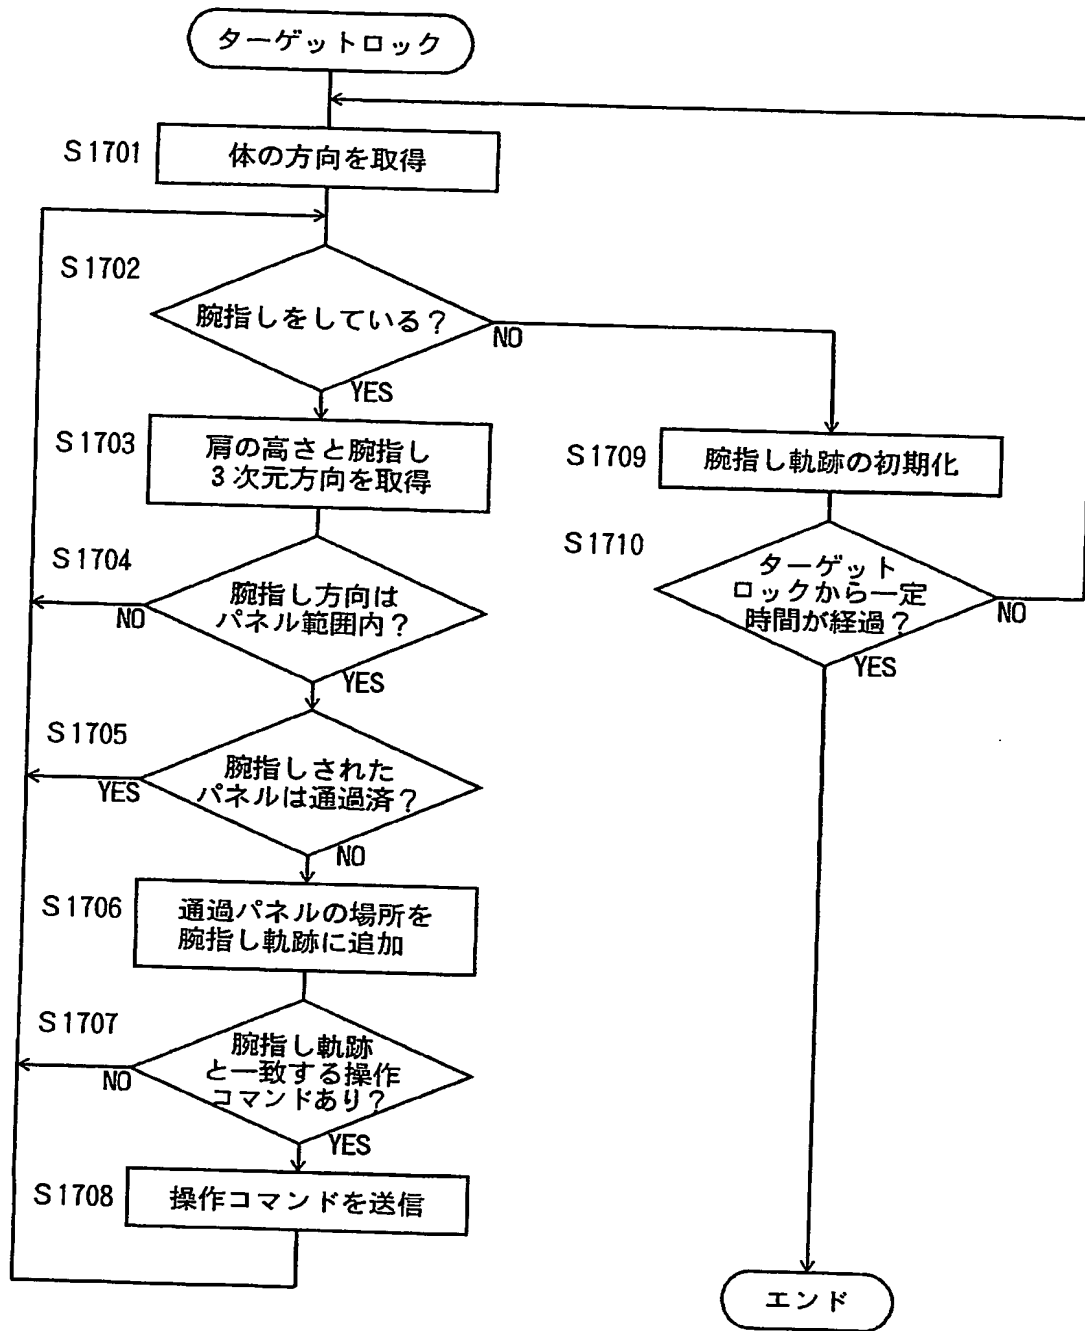 ターゲットロック
S1701
体の方向を取得
S1702
腕指しをしている？
NO
YES
S1703
肩の高さと腕指し
3次元方向を取得
S1704
腕指し方向は
パネル範囲内？
NO
YES
S1705
腕指しされた
パネルは通過済？
YES
NO
S1706
通過パネルの場所を
腕指し軌跡に追加
S1707
腕指し軌跡
と一致する操作
コマンドあり？
NO
YES
S1708
操作コマンドを送信
S1709
腕指し軌跡の初期化
S1710
ターゲット
ロックから一定
時間が経過？
NO
YES
エンド